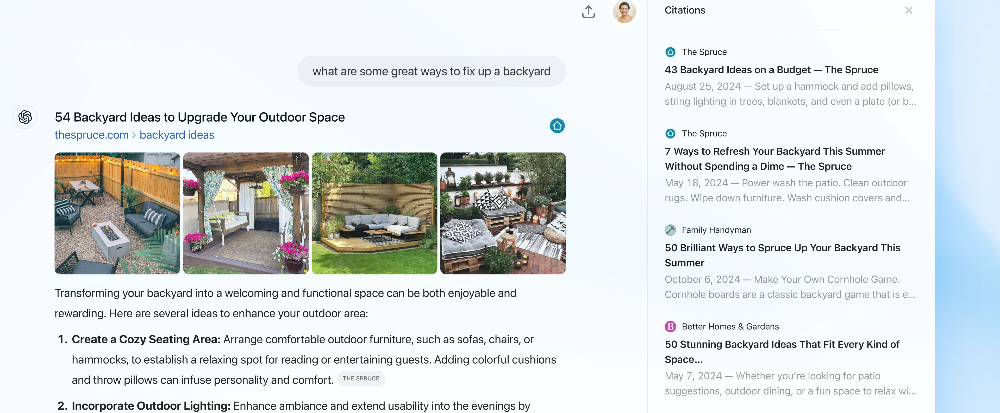 what are some great ways to fix up a backyard
54 Backyard Ideas to Upgrade Your Outdoor Space
thespruce.com > backyard ideas
Transforming your backyard into a welcoming and functional space can be both enjoyable and
rewarding. Here are several ideas to enhance your outdoor area:
1. Create a Cozy Seating Area: Arrange comfortable outdoor furniture, such as sofas, chairs, or
hammocks, to establish a relaxing spot for reading or entertaining guests. Adding colorful cushions
and throw pillows can infuse personality and comfort. THE SPRUCE
2. Incorporate Outdoor Lighting: Enhance ambiance and extend usability into the evenings by
Citations
The Spruce
43 Backyard Ideas on a Budget — The Spruce
August 25, 2024 — Set up a hammock and add pillows,
string lighting in trees, blankets, and even a plate (or b...
The Spruce
7 Ways to Refresh Your Backyard This Summer
Without Spending a Dime — The Spruce
May 18, 2024 — Power wash the patio. Clean outdoor
rugs. Wipe down furniture. Wash cushion covers and...
Family Handyman
50 Brilliant Ways to Spruce Up Your Backyard This
Summer
October 6, 2024 — Make Your Own Cornhole Game.
Cornhole boards are a classic backyard game that is e...
B Better Homes & Gardens
50 Stunning Backyard Ideas That Fit Every Kind of
Space...
May 7, 2024 — Whether you’re looking for patio
suggestions, outdoor dining, or a fun space to relax wi...